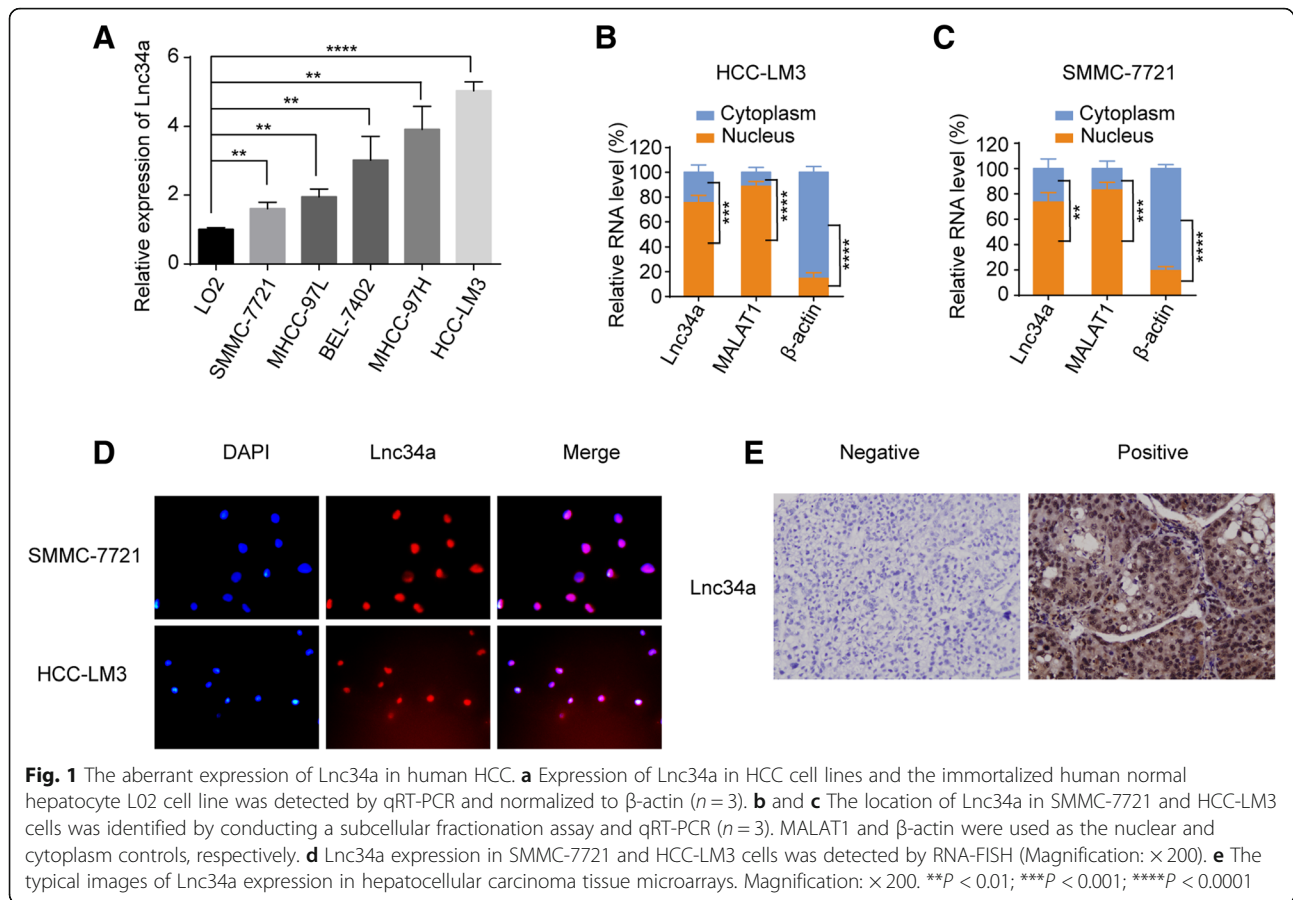 A
Relative expression of Lnc34a
6
4
2
0
****
**
**
**
**
LO2
SMMC-7721
MHCC-97L
BEL-7402
MHCC-97H
HCC-LM3
B
HCC-LM3
Cytoplasm
Nucleus
Relative RNA level (%)
120
100
80
60
40
20
0
***
****
****
Lnc34a
MALAT1
β-actin
C
SMMC-7721
Cytoplasm
Nucleus
Relative RNA level (%)
120
100
80
60
40
20
0
**
***
****
Lnc34a
MALAT1
β-actin
D
DAPI
Lnc34a
Merge
SMMC-7721
HCC-LM3
E
Negative
Positive
Lnc34a
Fig. 1 The aberrant expression of Lnc34a in human HCC. a Expression of Lnc34a in HCC cell lines and the immortalized human normal
hepatocyte L02 cell line was detected by qRT-PCR and normalized to β-actin (n = 3). b and c The location of Lnc34a in SMMC-7721 and HCC-LM3
cells was identified by conducting a subcellular fractionation assay and qRT-PCR (n = 3). MALAT1 and β-actin were used as the nuclear and
cytoplasm controls, respectively. d Lnc34a expression in SMMC-7721 and HCC-LM3 cells was detected by RNA-FISH (Magnification: × 200). e The
typical images of Lnc34a expression in hepatocellular carcinoma tissue microarrays. Magnification: × 200. **P < 0.01; ***P < 0.001; ****P < 0.0001